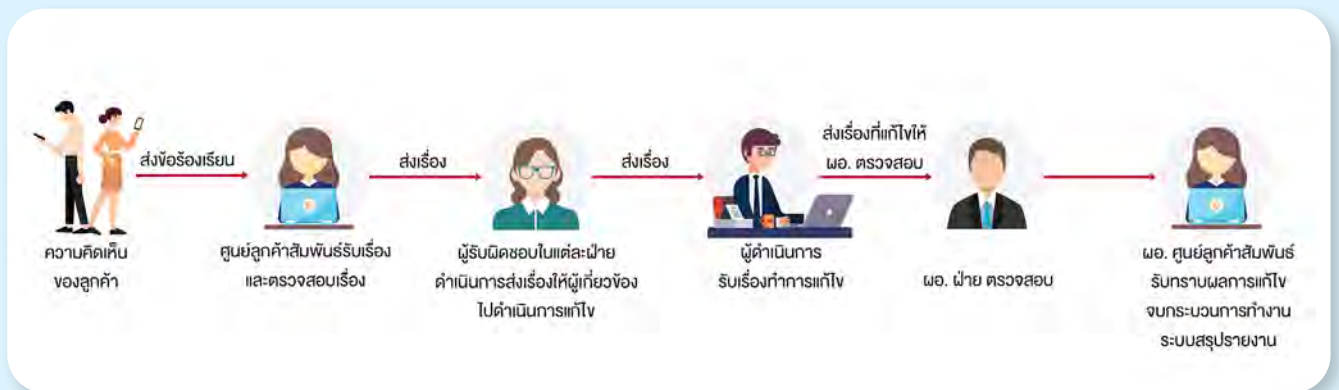 ส่งข้อร้องเรียน
ส่งเรื่อง
ส่งเรื่อง
ส่งเรื่องที่แก้ไขให้
ผอ. ตรวจสอบ
ความคิดเห็น
ของลูกค้า
ศูนย์ลูกค้าสัมพันธ์รับเรื่อง
และตรวจสอบเรื่อง
ผู้รับผิดชอบในแต่ละฝ่าย
ดำเนินการส่งเรื่องให้ผู้เกี่ยวข้อง
ไปดำเนินการแก้ไข
ผู้ดำเนินการ
รับเรื่องทำการแก้ไข
ผอ. ฝ่าย ตรวจสอบ
ผอ. ศูนย์ลูกค้าสัมพันธ์
รับทราบผลการแก้ไข
จบกระบวนการทำงาน
ระบบสรุปรายงาน